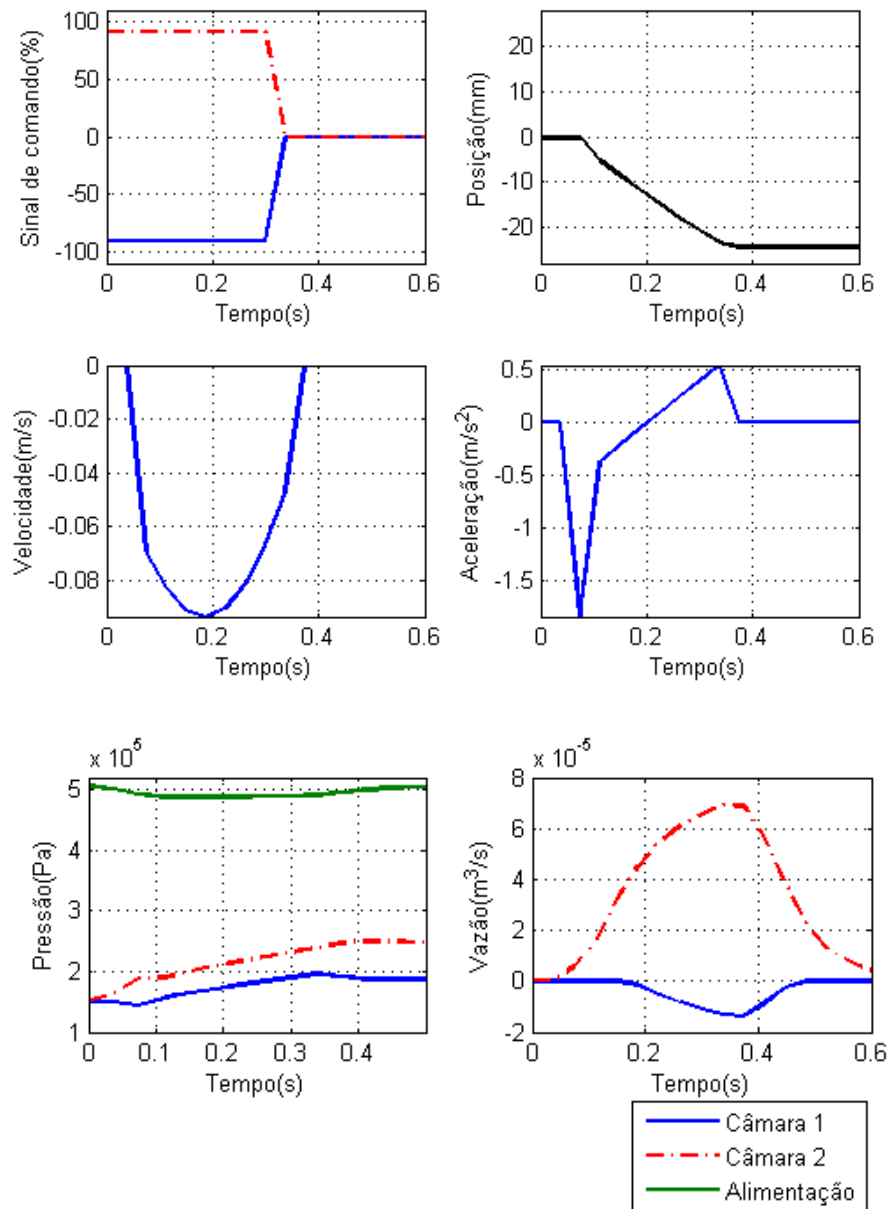 Sinal de comando(%)
100
50
0
-50
-100
0 0.2 0.4 0.6
Tempo(s)
Posição(mm)
20
10
0
-10
-20
0 0.2 0.4 0.6
Tempo(s)
Velocidade(m/s)
-0
-0.02
-0.04
-0.06
-0.08
0 0.2 0.4 0.6
Tempo(s)
Aceleração(m/s²)
0.5
0
-0.5
-1
-1.5
0 0.2 0.4 0.6
Tempo(s)
x 10⁵
Pressão(Pa)
5
4
3
2
1
0 0.1 0.2 0.3 0.4
Tempo(s)
x 10⁻⁵
Vazão(m³/s)
8
6
4
2
0
-2
0 0.2 0.4 0.6
Tempo(s)
Câmara 1
Câmara 2
Alimentação